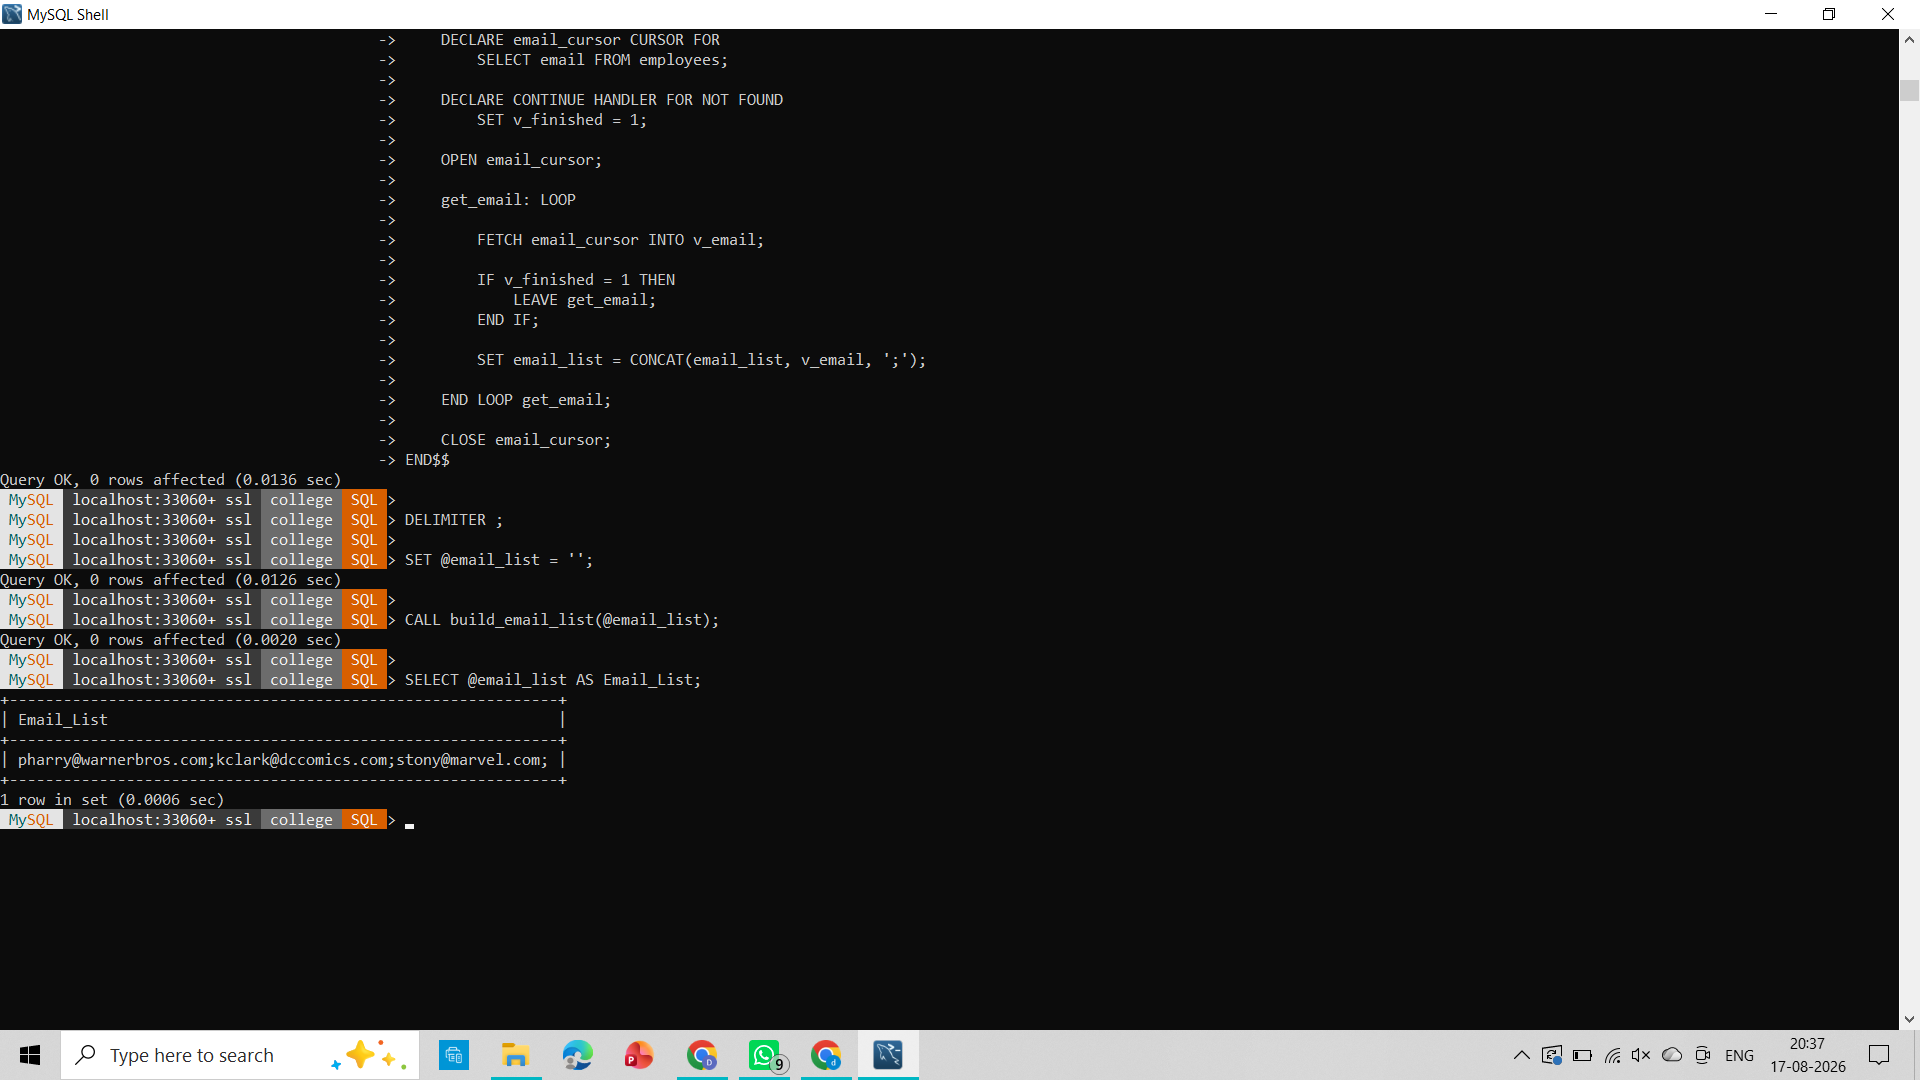 MySQL Shell
->     DECLARE email_cursor CURSOR FOR
->         SELECT email FROM employees;
->
->     DECLARE CONTINUE HANDLER FOR NOT FOUND
->         SET v_finished = 1;
->
->     OPEN email_cursor;
->
->     get_email: LOOP
->
->         FETCH email_cursor INTO v_email;
->
->         IF v_finished = 1 THEN
->             LEAVE get_email;
->         END IF;
->
->         SET email_list = CONCAT(email_list, v_email, ';');
->
->     END LOOP get_email;
->
->     CLOSE email_cursor;
-> END$$
Query OK, 0 rows affected (0.0136 sec)
MySQL localhost:33060+ ssl college SQL >
MySQL localhost:33060+ ssl college SQL > DELIMITER ;
MySQL localhost:33060+ ssl college SQL >
MySQL localhost:33060+ ssl college SQL > SET @email_list = '';
Query OK, 0 rows affected (0.0126 sec)
MySQL localhost:33060+ ssl college SQL >
MySQL localhost:33060+ ssl college SQL > CALL build_email_list(@email_list);
Query OK, 0 rows affected (0.0020 sec)
MySQL localhost:33060+ ssl college SQL >
MySQL localhost:33060+ ssl college SQL > SELECT @email_list AS Email_List;
+-------------------------------------------------------------+
| Email_List                                                  |
+-------------------------------------------------------------+
| pharry@warnerbros.com;kclark@dccomics.com;stony@marvel.com; |
+-------------------------------------------------------------+
1 row in set (0.0006 sec)
MySQL localhost:33060+ ssl college SQL > _
Type here to search
P
D
9
d
ENG
20:37
17-08-2026